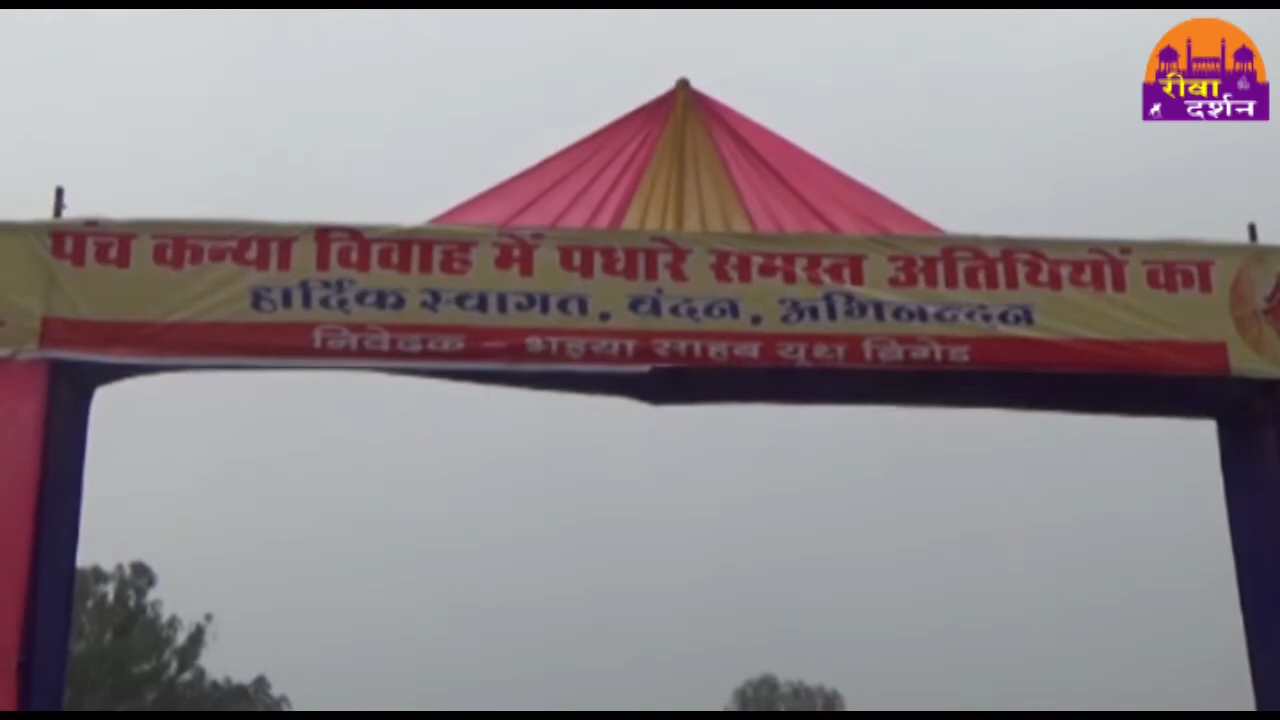 रीवा
दर्शन
पंच कन्या विवाह में पधारे समस्त अतिथियों का
हार्दिक स्वागत, वंदन, अभिनन्दन
निवेदक - भइया साहब यूथ ब्रिगेड